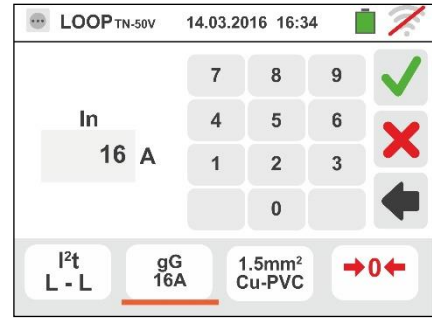 LOOP TN-50V 14.03.2016 16:34
7 8 9
In 4 5 6
16 A 1 2 3
0
I²t gG 1.5mm² →0←
L - L 16A Cu-PVC